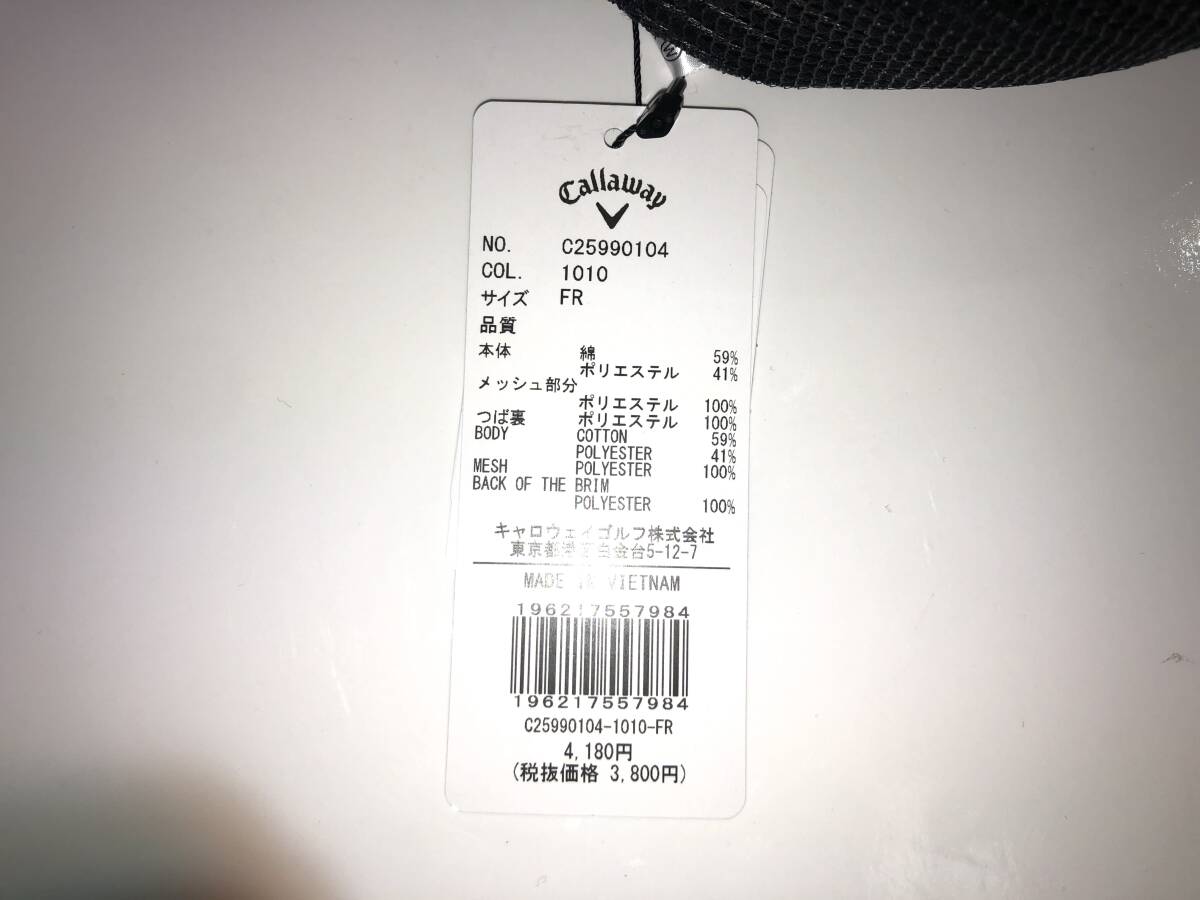 Callaway
NO. C25990104
COL. 1010
サイズ FR
品質
本体 綿 59%
ポリエステル 41%
メッシュ部分
ポリエステル 100%
つば裏 ポリエステル 100%
BODY COTTON 59%
POLYESTER 41%
MESH POLYESTER 100%
BACK OF THE BRIM
POLYESTER 100%
キャロウェイゴルフ株式会社
東京都港区白金台5-12-7
MADE IN VIETNAM
196217557984
196217557984
C25990104-1010-FR
4,180円
(税抜価格 3,800円)